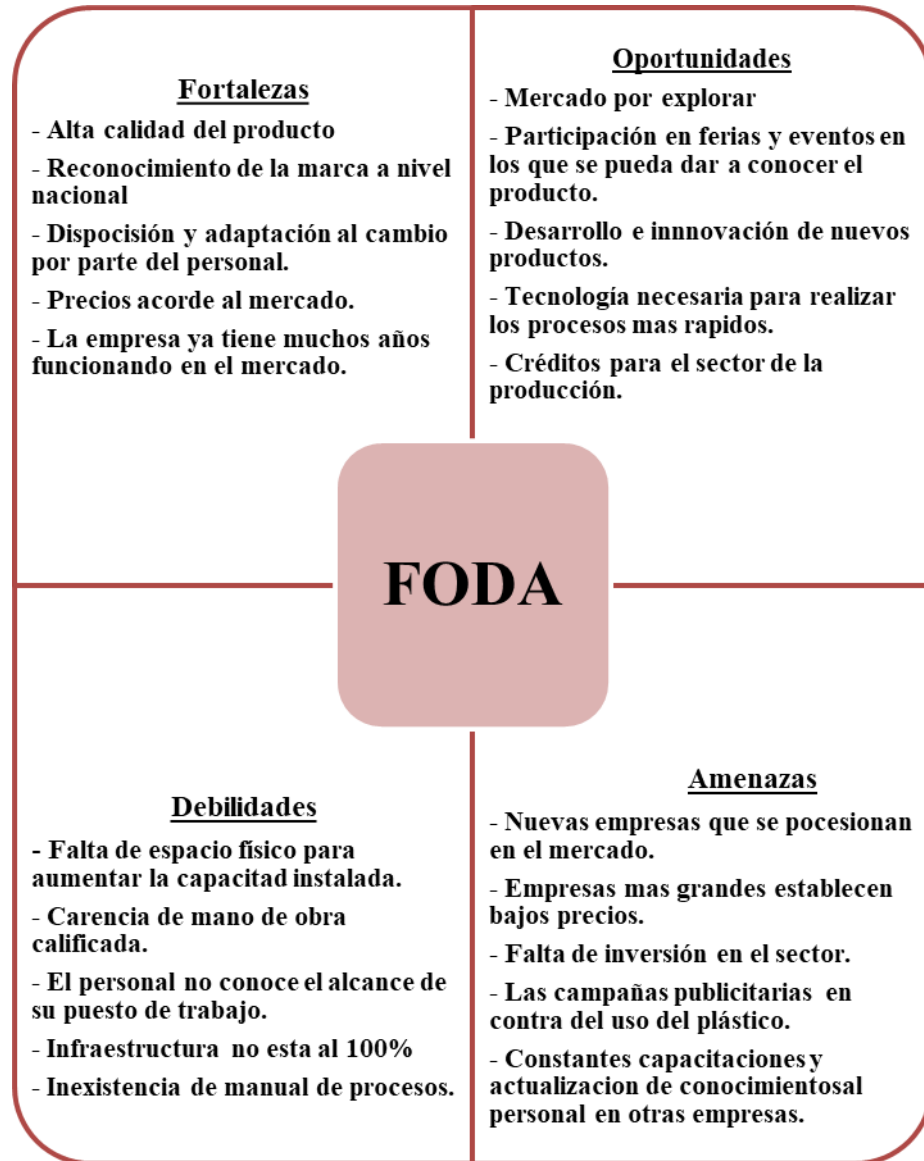 Fortalezas
- Alta calidad del producto
- Reconocimiento de la marca a nivel
nacional
- Dispocisión y adaptación al cambio
por parte del personal.
- Precios acorde al mercado.
- La empresa ya tiene muchos años
funcionando en el mercado.
Oportunidades
- Mercado por explorar
- Participación en ferias y eventos en
los que se pueda dar a conocer el
producto.
- Desarrollo e innnovación de nuevos
productos.
- Tecnología necesaria para realizar
los procesos mas rapidos.
- Créditos para el sector de la
producción.
FODA
Debilidades
- Falta de espacio físico para
aumentar la capacitad instalada.
- Carencia de mano de obra
calificada.
- El personal no conoce el alcance de
su puesto de trabajo.
- Infraestructura no esta al 100%
- Inexistencia de manual de procesos.
Amenazas
- Nuevas empresas que se pocesionan
en el mercado.
- Empresas mas grandes establecen
bajos precios.
- Falta de inversión en el sector.
- Las campañas publicitarias en
contra del uso del plástico.
- Constantes capacitaciones y
actualizacion de conocimientosal
personal en otras empresas.